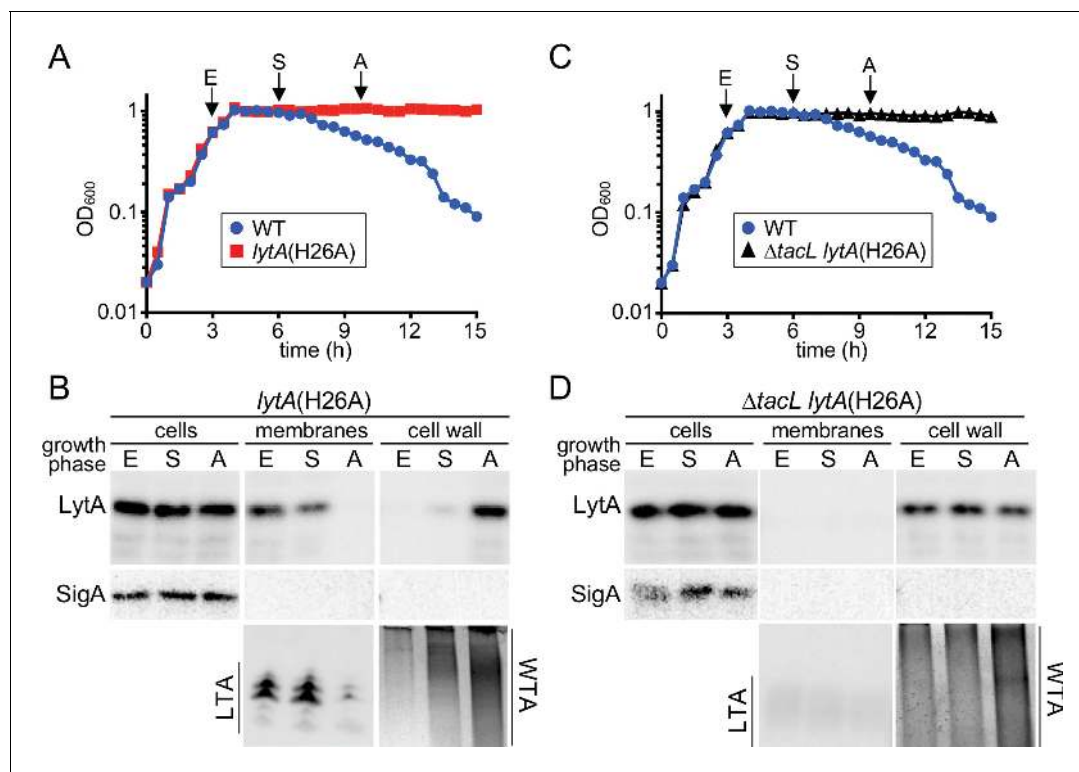 A
E
S
A
1
0.1
0.01
OD600
WT
lytA(H26A)
0 3 6 9 12 15
time (h)
C
E
S
A
1
0.1
0.01
OD600
WT
ΔtacL lytA(H26A)
0 3 6 9 12 15
time (h)
B
lytA(H26A)
cells membranes cell wall
growth
phase E S A E S A E S A
LytA
SigA
LTA
WTA
D
ΔtacL lytA(H26A)
cells membranes cell wall
growth
phase E S A E S A E S A
LytA
SigA
LTA
WTA